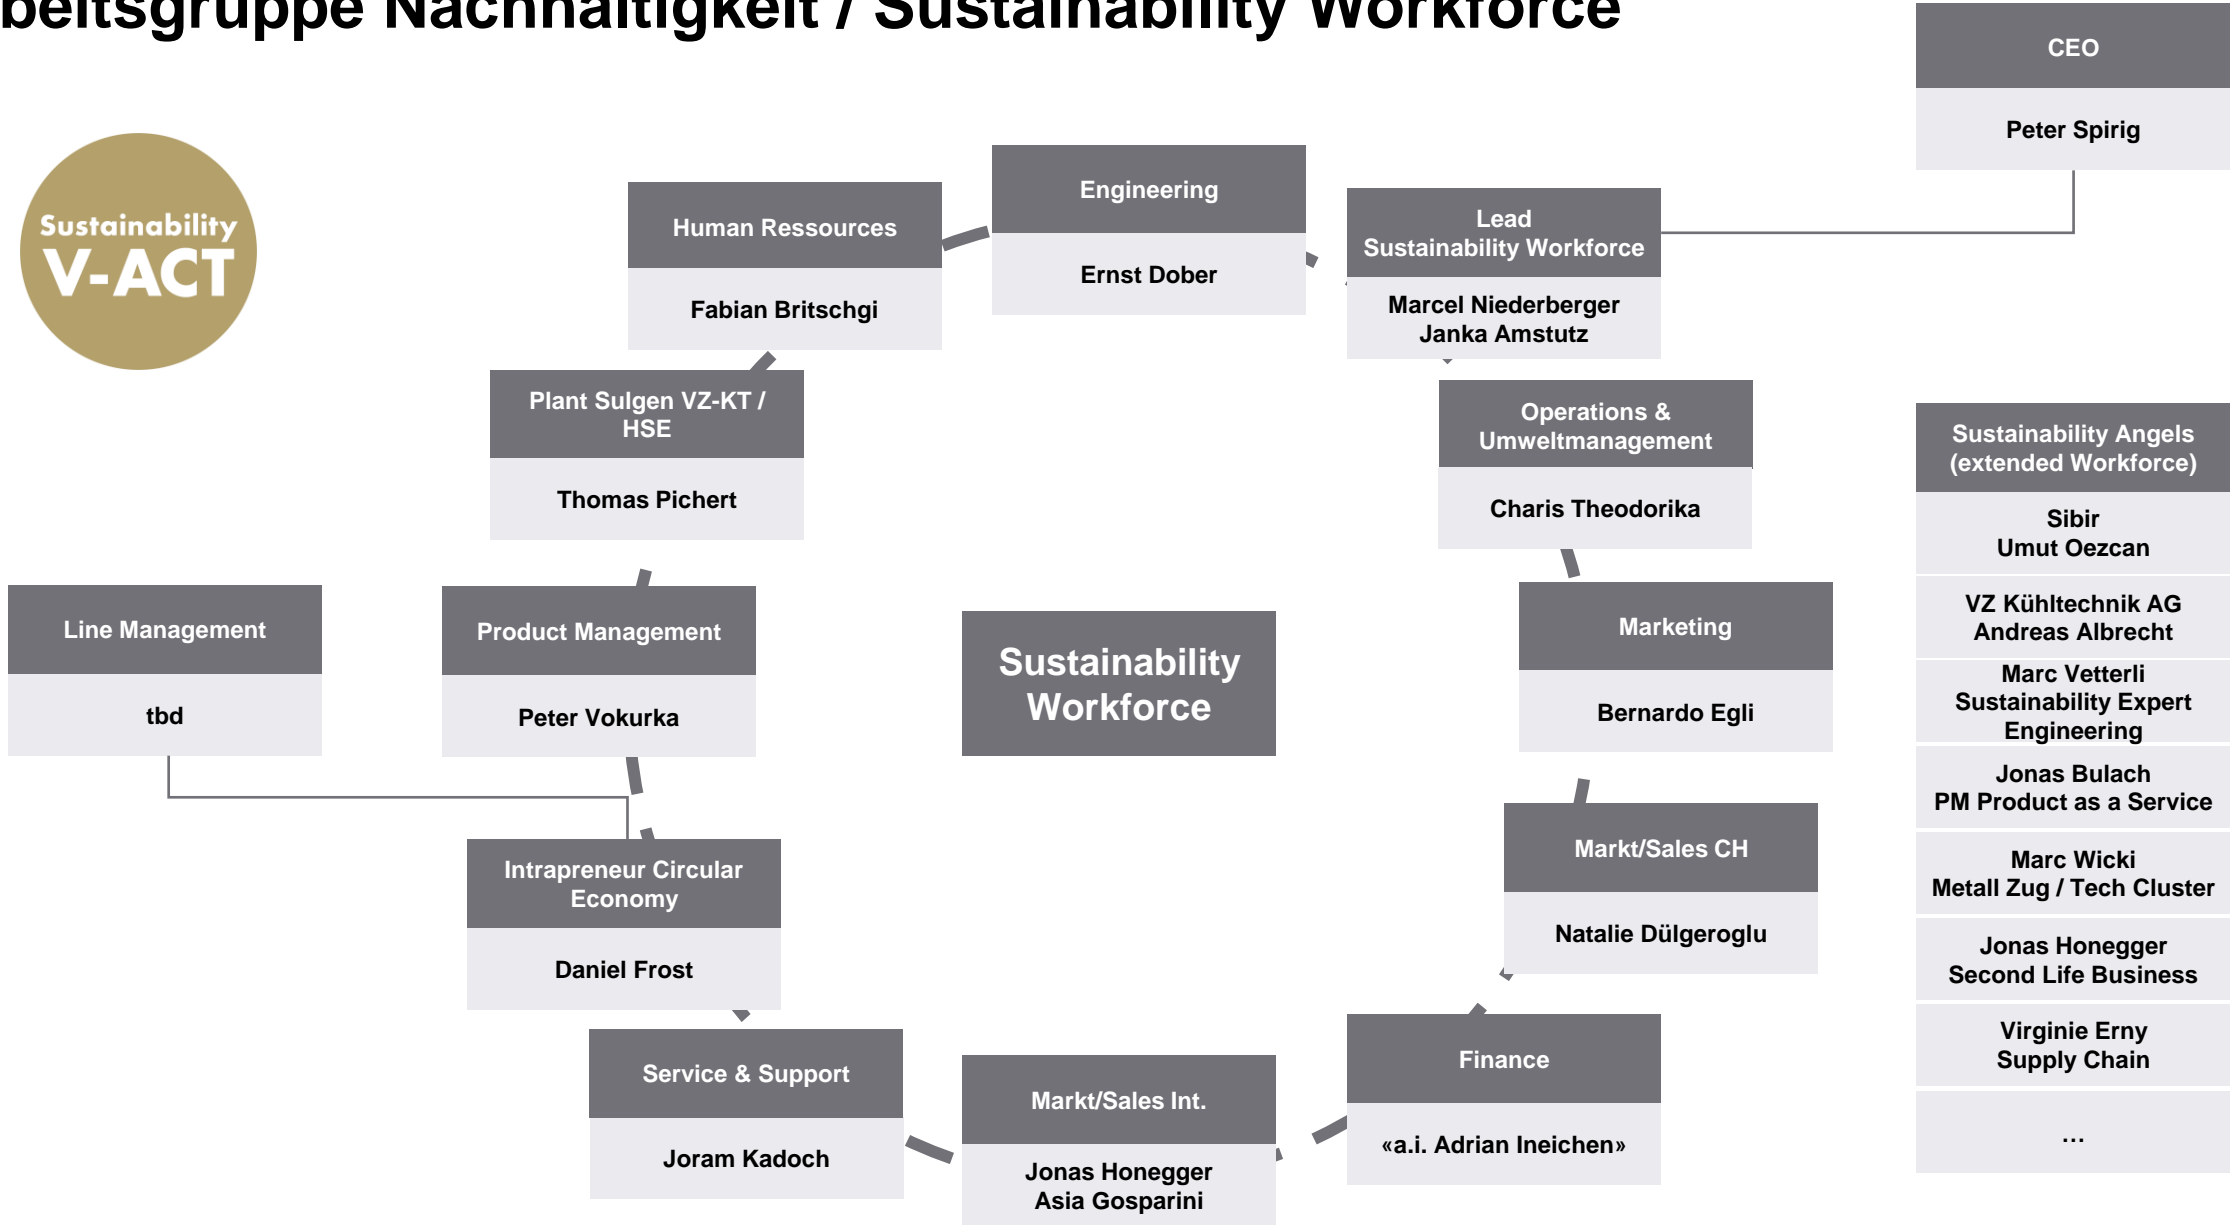 beitsgruppe Nachhaltigkeit / Sustainability Workforce
CEO
Peter Spirig
Sustainability
V-ACT
Human Ressources
Fabian Britschgi
Engineering
Ernst Dober
Lead
Sustainability Workforce
Marcel Niederberger
Janka Amstutz
Plant Sulgen VZ-KT /
HSE
Thomas Pichert
Operations &
Umweltmanagement
Charis Theodorika
Line Management
tbd
Product Management
Peter Vokurka
Sustainability
Workforce
Marketing
Bernardo Egli
Intrapreneur Circular
Economy
Daniel Frost
Markt/Sales CH
Natalie Dülgeroglu
Service & Support
Joram Kadoch
Markt/Sales Int.
Jonas Honegger
Asia Gosparini
Finance
«a.i. Adrian Ineichen»
Sustainability Angels
(extended Workforce)
Sibir
Umut Oezcan
VZ Kühltechnik AG
Andreas Albrecht
Marc Vetterli
Sustainability Expert
Engineering
Jonas Bulach
PM Product as a Service
Marc Wicki
Metall Zug / Tech Cluster
Jonas Honegger
Second Life Business
Virginie Erny
Supply Chain
…